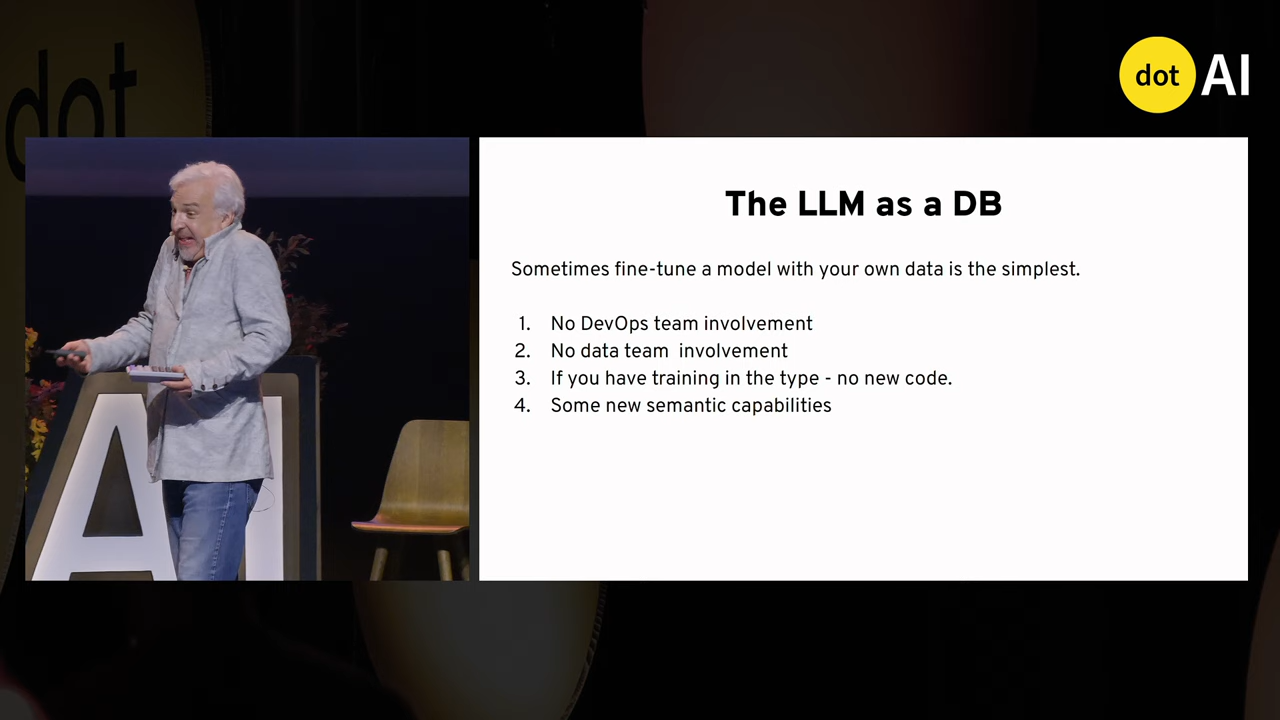 dot
dot AI
The LLM as a DB
Sometimes fine-tune a model with your own data is the simplest.
1. No DevOps team involvement
2. No data team  involvement
3. If you have training in the type - no new code.
4. Some new semantic capabilities
AI